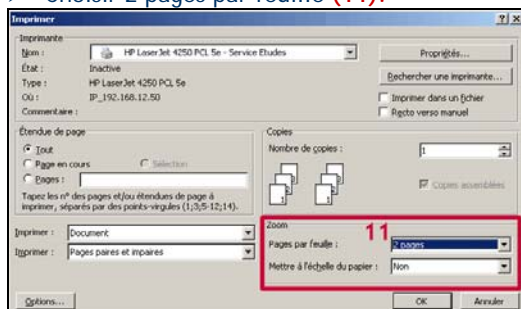 choisir 2 pages par feuille (11).
Imprimer
Imprimante
Nom : HP LaserJet 4250 PCL 5e - Service Etudes Propriétés...
État : Inactive
Type : HP LaserJet 4250 PCL 5e Rechercher une imprimante...
Où : IP_192.168.12.50 Imprimer dans un fichier
Commentaire : Recto verso manuel
Étendue de page Copies
Tout Nombre de copies : 1
Page en cours Sélection
Pages : Copies assemblées
Tapez les n° des pages et/ou étendues de page à
imprimer, séparés par des points-virgules (1;3;5-12;14).
Imprimer : Document Zoom
Pages par feuille : 11 2 pages
Imprimer : Pages paires et impaires Mettre à l'échelle du papier : Non
Options... OK Annuler